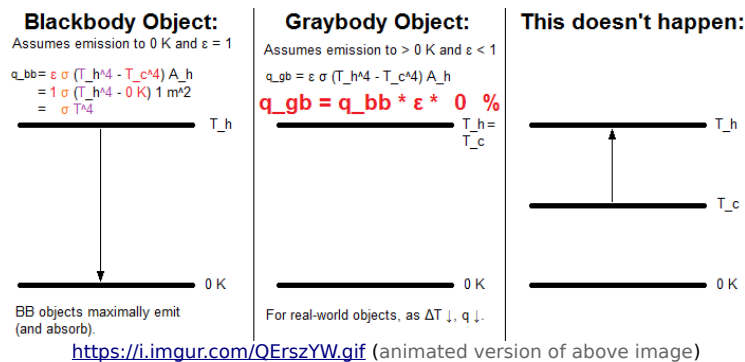 Blackbody Object:
Assumes emission to 0 K and ε = 1
q_bb= ε σ (T_h^4 - T_c^4) A_h
= 1 σ (T_h^4 - 0 K) 1 m^2
= σ T^4
T_h
0 K
BB objects maximally emit
(and absorb).
Graybody Object:
Assumes emission to > 0 K and ε < 1
q_gb= ε σ (T_h^4 - T_c^4) A_h
q_gb = q_bb * ε * 0 %
T_h =
T_c
0 K
For real-world objects, as ΔT ↓, q ↓.
This doesn't happen:
T_h
T_c
0 K
https://i.imgur.com/QErszYW.gif (animated version of above image)